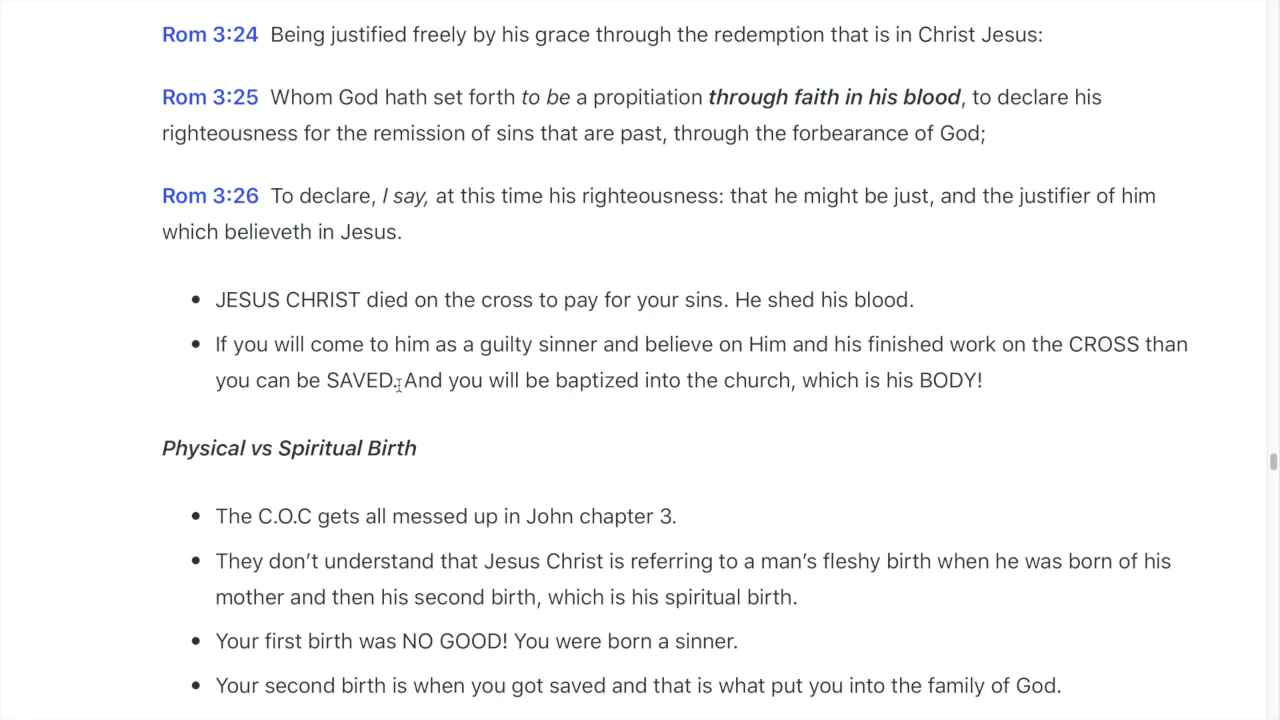 Rom 3:24 Being justified freely by his grace through the redemption that is in Christ Jesus:
Rom 3:25 Whom God hath set forth to be a propitiation through faith in his blood, to declare his
righteousness for the remission of sins that are past, through the forbearance of God;
Rom 3:26 To declare, I say, at this time his righteousness: that he might be just, and the justifier of him
which believeth in Jesus.
• JESUS CHRIST died on the cross to pay for your sins. He shed his blood.
• If you will come to him as a guilty sinner and believe on Him and his finished work on the CROSS than
you can be SAVED. And you will be baptized into the church, which is his BODY!
Physical vs Spiritual Birth
• The C.O.C gets all messed up in John chapter 3.
• They don’t understand that Jesus Christ is referring to a man’s fleshy birth when he was born of his
mother and then his second birth, which is his spiritual birth.
• Your first birth was NO GOOD! You were born a sinner.
• Your second birth is when you got saved and that is what put you into the family of God.